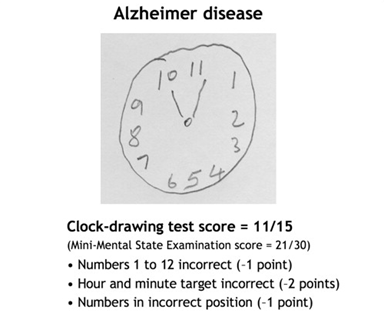 Alzheimer disease
10 11 1
9 2
8 3
7 6 5 4
Clock-drawing test score = 11/15
(Mini-Mental State Examination score = 21/30)
• Numbers 1 to 12 incorrect (–1 point)
• Hour and minute target incorrect (–2 points)
• Numbers in incorrect position (–1 point)